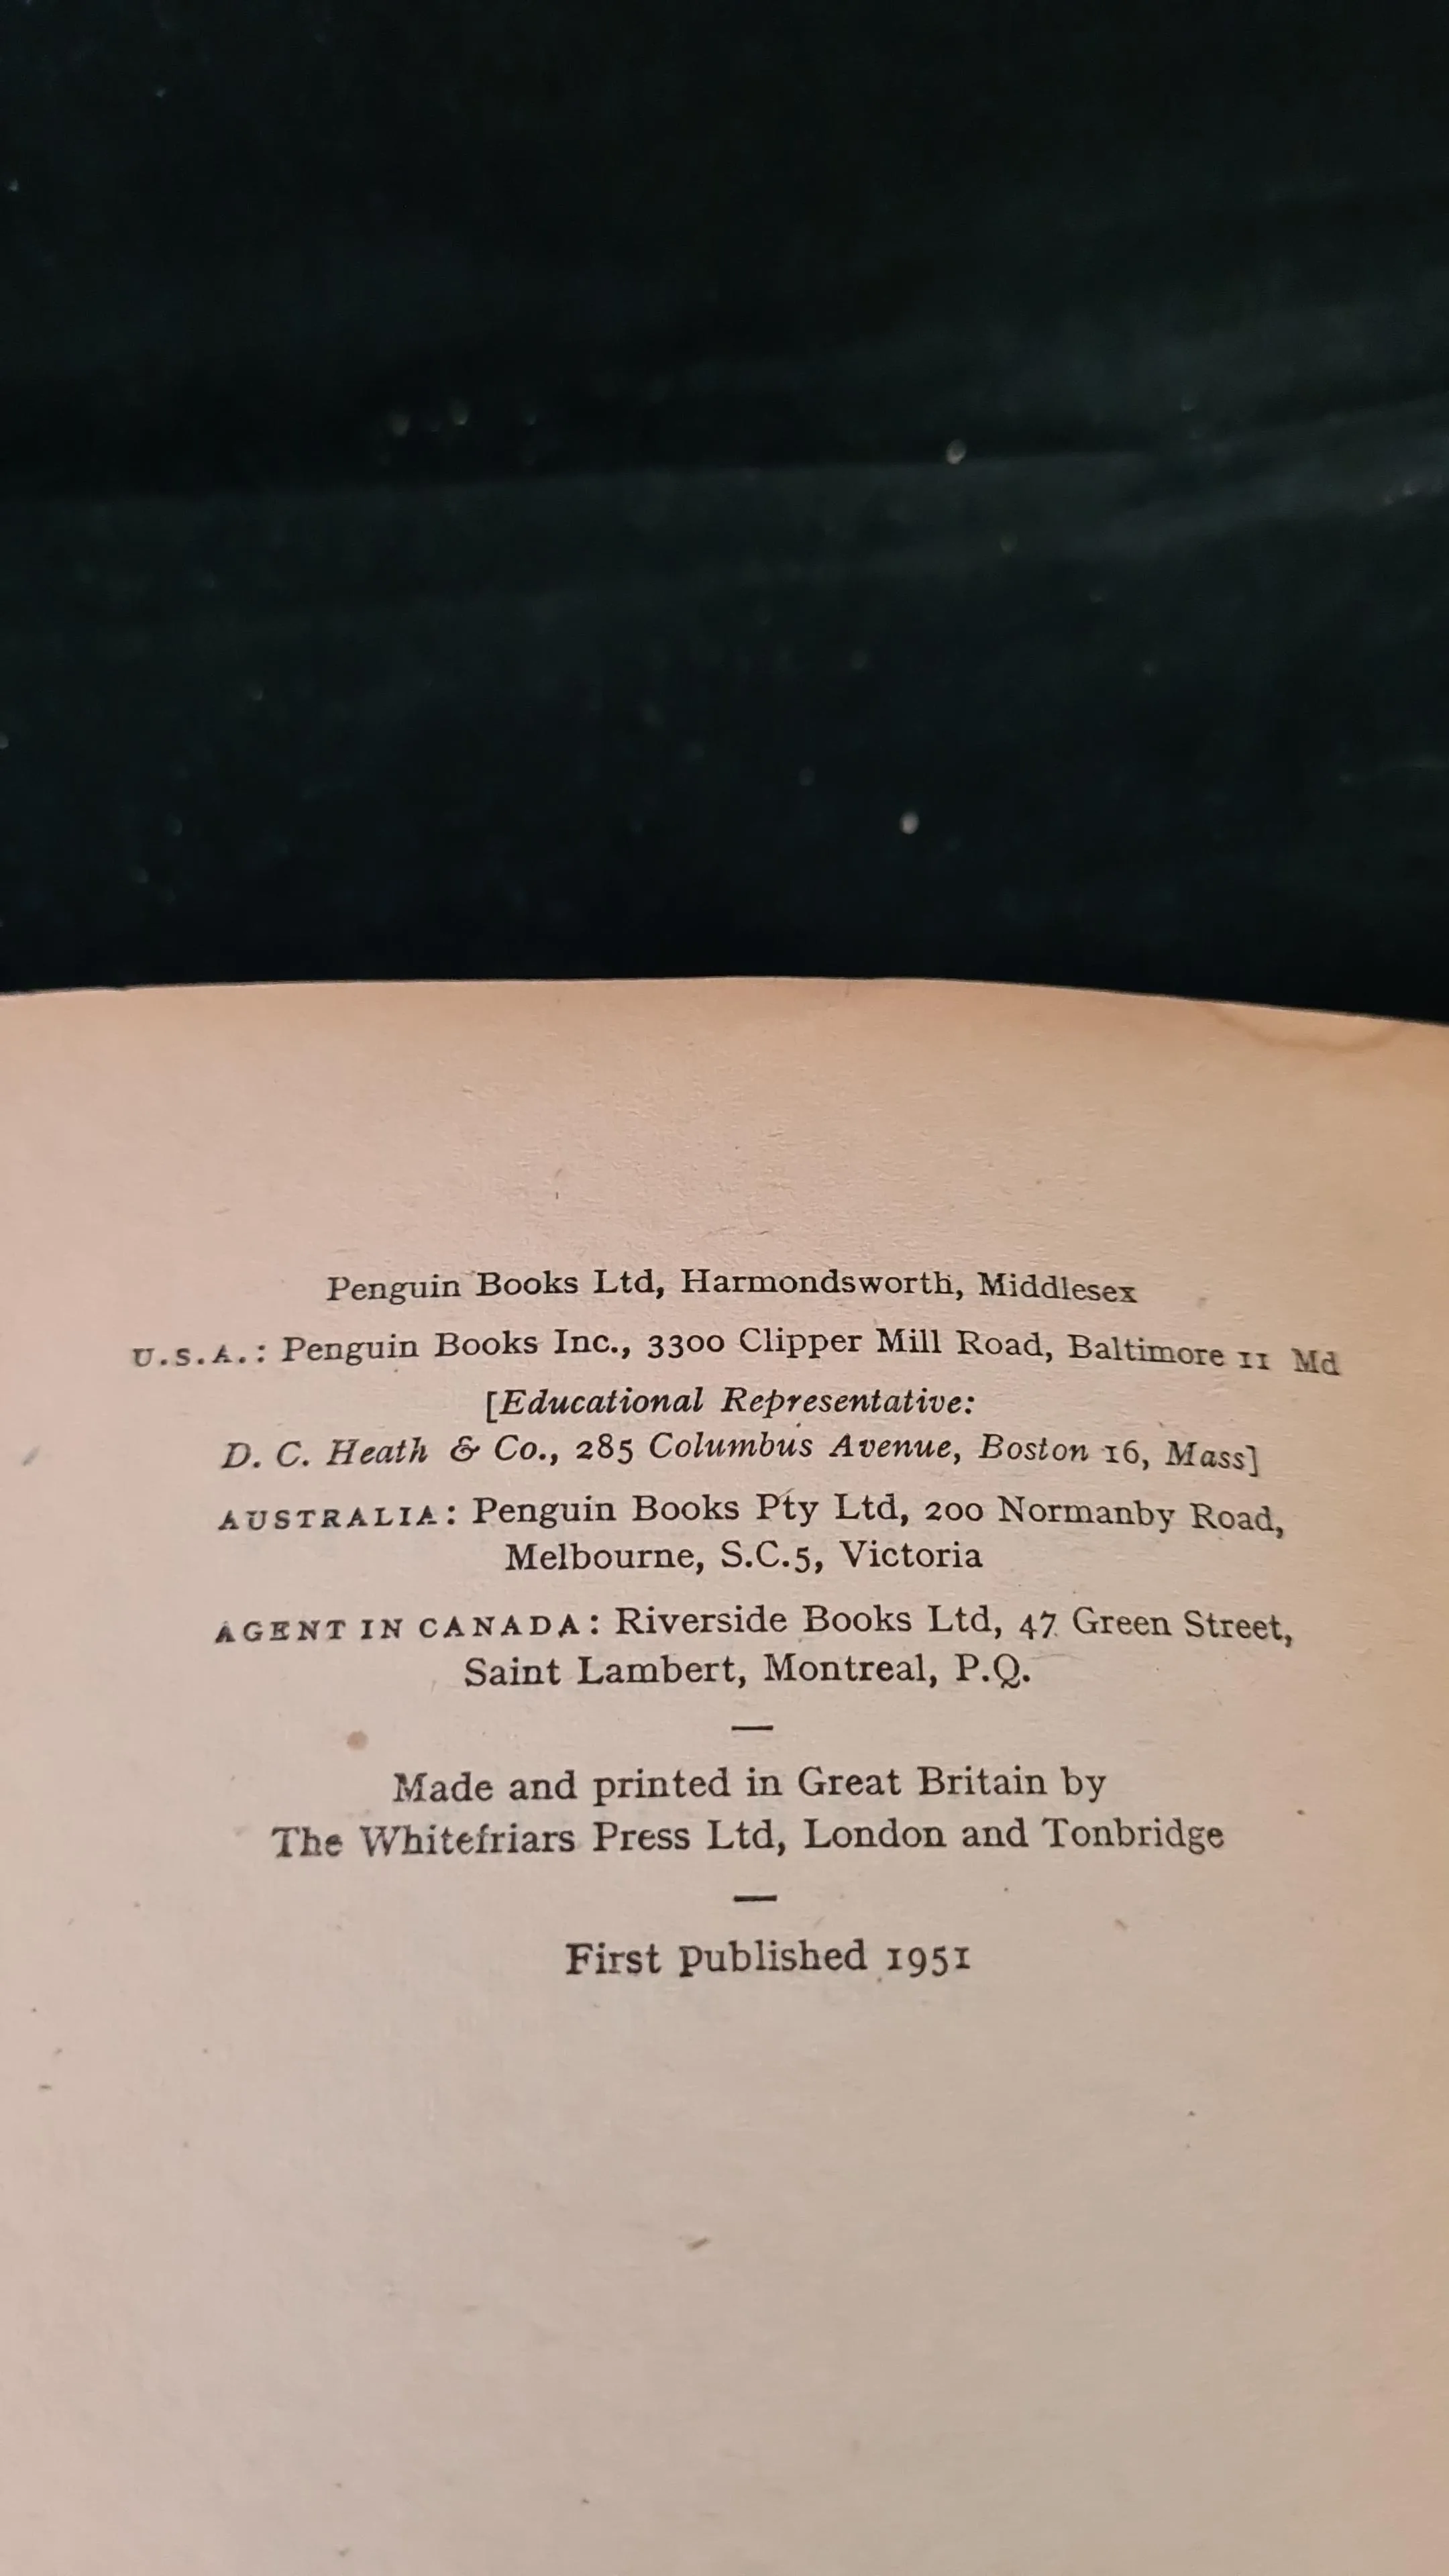 Penguin Books Ltd, Harmondsworth, Middlesex
U.S.A.: Penguin Books Inc., 3300 Clipper Mill Road, Baltimore 11 Md
[Educational Representative:
D. C. Heath & Co., 285 Columbus Avenue, Boston 16, Mass]
AUSTRALIA: Penguin Books Pty Ltd, 200 Normanby Road,
Melbourne, S.C.5, Victoria
AGENT IN CANADA: Riverside Books Ltd, 47 Green Street,
Saint Lambert, Montreal, P.Q.
—
Made and printed in Great Britain by
The Whitefriars Press Ltd, London and Tonbridge
—
First published 1951